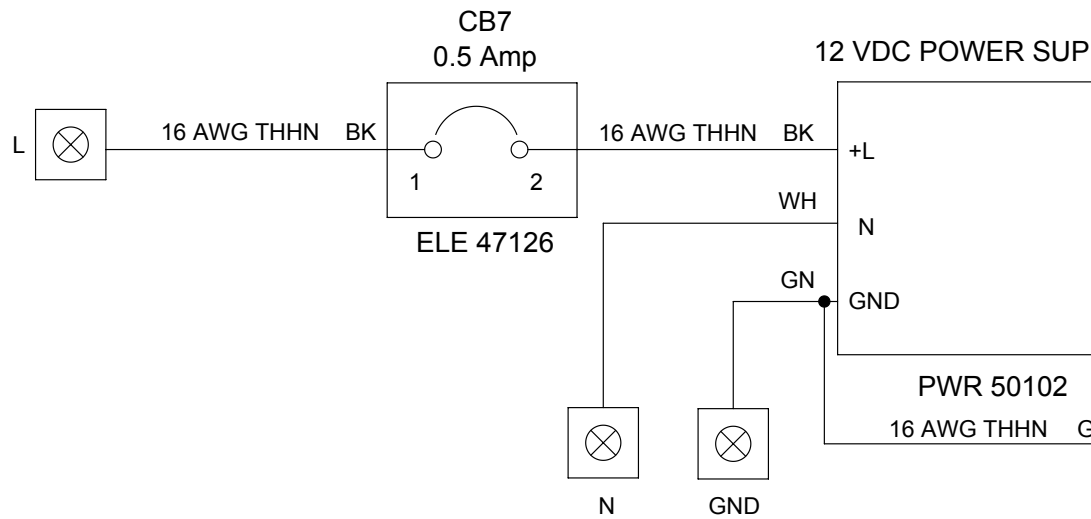 CB7
0.5 Amp
12 VDC POWER SUP
L
16 AWG THHN BK
16 AWG THHN BK
+L
1
2
WH
N
ELE 47126
GN
GND
PWR 50102
16 AWG THHN G
N
GND